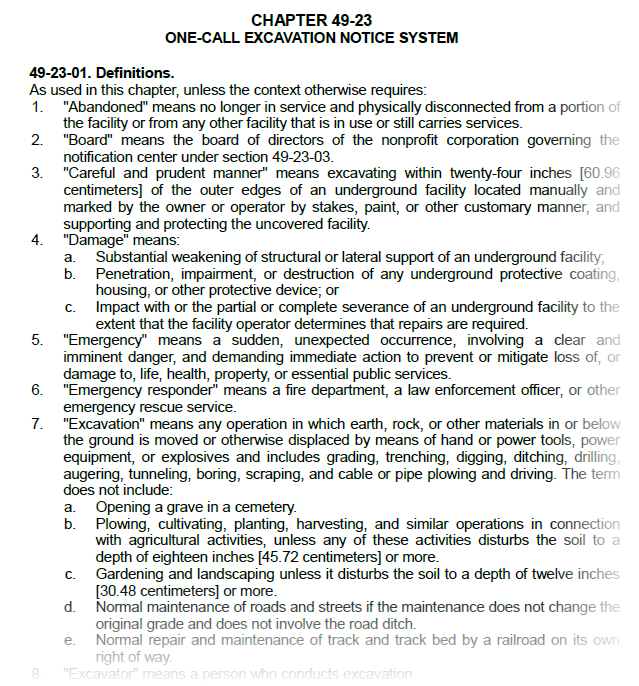 CHAPTER 49-23
ONE-CALL EXCAVATION NOTICE SYSTEM
49-23-01. Definitions.
As used in this chapter, unless the context otherwise requires:
1. "Abandoned" means no longer in service and physically disconnected from a portion of
the facility or from any other facility that is in use or still carries services.
2. "Board" means the board of directors of the nonprofit corporation governing the
notification center under section 49-23-03.
3. "Careful and prudent manner" means excavating within twenty-four inches [60.96
centimeters] of the outer edges of an underground facility located manually and
marked by the owner or operator by stakes, paint, or other customary manner, and
supporting and protecting the uncovered facility.
4. "Damage" means:
a. Substantial weakening of structural or lateral support of an underground facility;
b. Penetration, impairment, or destruction of any underground protective coating,
housing, or other protective device; or
c. Impact with or the partial or complete severance of an underground facility to the
extent that the facility operator determines that repairs are required.
5. "Emergency" means a sudden, unexpected occurrence, involving a clear and
imminent danger, and demanding immediate action to prevent or mitigate loss of, or
damage to, life, health, property, or essential public services.
6. "Emergency responder" means a fire department, a law enforcement officer, or other
emergency rescue service.
7. "Excavation" means any operation in which earth, rock, or other materials in or below
the ground is moved or otherwise displaced by means of hand or power tools, power
equipment, or explosives and includes grading, trenching, digging, ditching, drilling,
augering, tunneling, boring, scraping, and cable or pipe plowing and driving. The term
does not include:
a. Opening a grave in a cemetery.
b. Plowing, cultivating, planting, harvesting, and similar operations in connection
with agricultural activities, unless any of these activities disturbs the soil to a
depth of eighteen inches [45.72 centimeters] or more.
c. Gardening and landscaping unless it disturbs the soil to a depth of twelve inches
[30.48 centimeters] or more.
d. Normal maintenance of roads and streets if the maintenance does not change the
original grade and does not involve the road ditch.
e. Normal repair and maintenance of track and track bed by a railroad on its own
right of way.
8. "Excavator" means a person who conducts excavation.